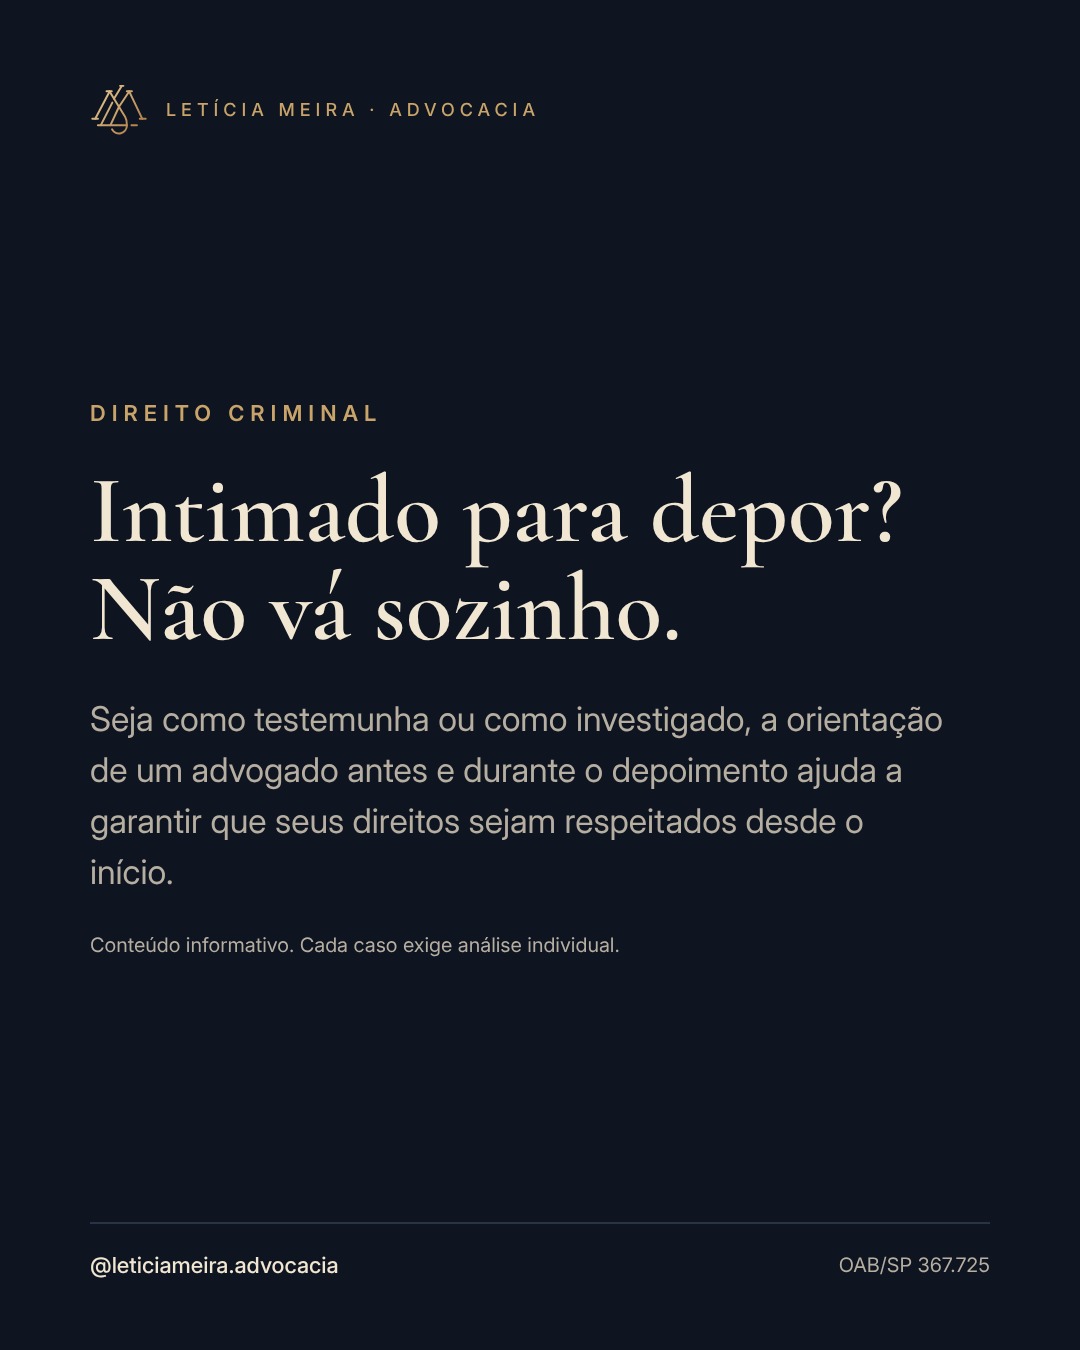 LETÍCIA MEIRA · ADVOCACIA
DIREITO CRIMINAL
Intimado para depor?
Não vá sozinho.
Seja como testemunha ou como investigado, a orientação
de um advogado antes e durante o depoimento ajuda a
garantir que seus direitos sejam respeitados desde o
início.
Conteúdo informativo. Cada caso exige análise individual.
@leticiameira.advocacia
OAB/SP 367.725